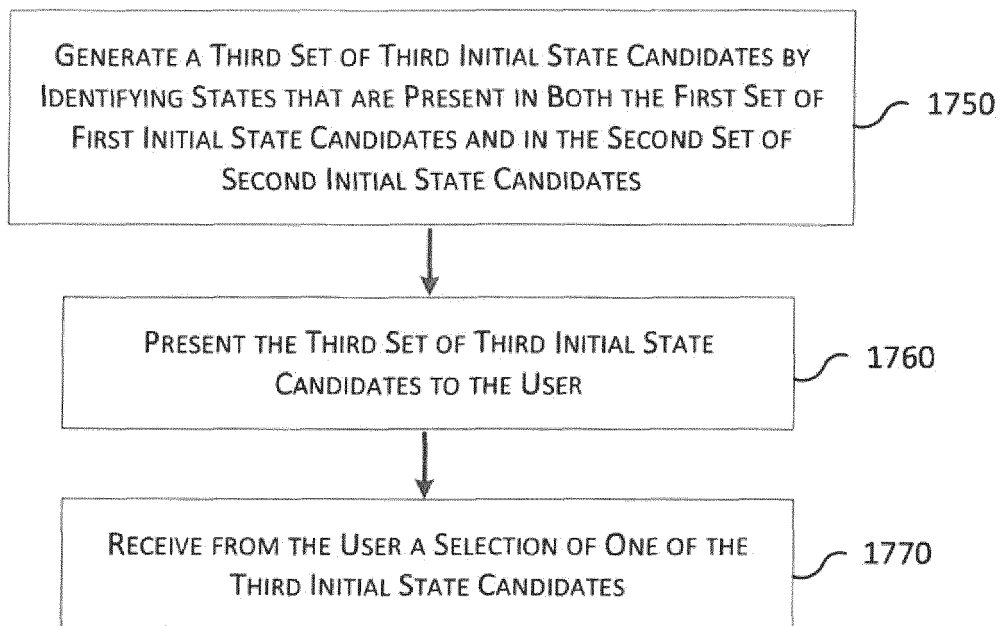 GENERATE A THIRD SET OF THIRD INITIAL STATE CANDIDATES BY
IDENTIFYING STATES THAT ARE PRESENT IN BOTH THE FIRST SET OF
FIRST INITIAL STATE CANDIDATES AND IN THE SECOND SET OF
SECOND INITIAL STATE CANDIDATES
1750
PRESENT THE THIRD SET OF THIRD INITIAL STATE
CANDIDATES TO THE USER
1760
RECEIVE FROM THE USER A SELECTION OF ONE OF THE
THIRD INITIAL STATE CANDIDATES
1770